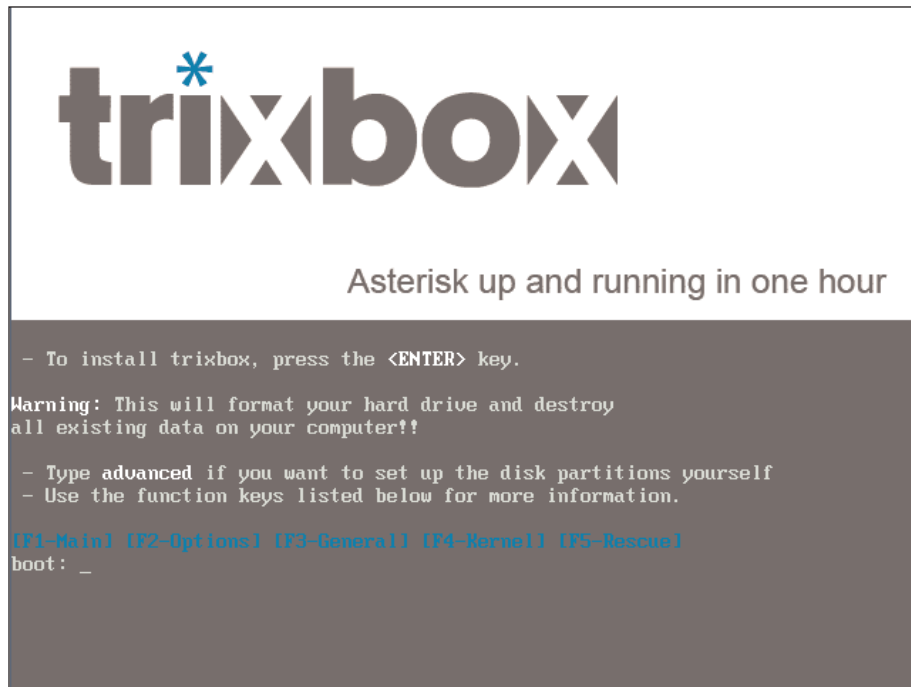 trixbox
Asterisk up and running in one hour
- To install trixbox, press the <ENTER> key.
Warning: This will format your hard drive and destroy
all existing data on your computer!!
- Type advanced if you want to set up the disk partitions yourself
- Use the function keys listed below for more information.
[F1-Main] [F2-Options] [F3-General] [F4-Kernel] [F5-Rescue]
boot: _